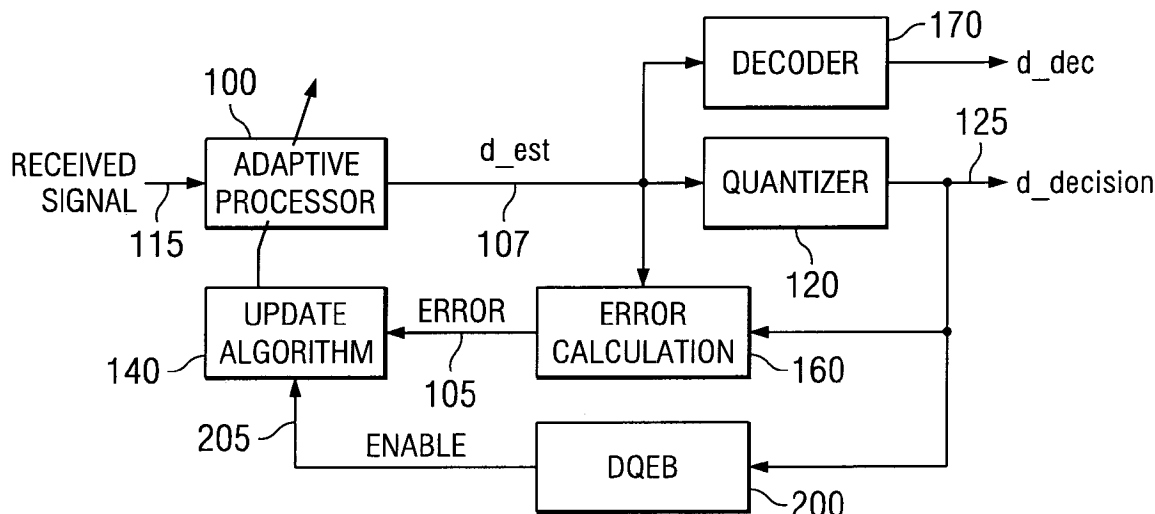 170
DECODER
d_dec
100
125
RECEIVED
SIGNAL
ADAPTIVE
PROCESSOR
d_est
QUANTIZER
d_decision
115
107
120
UPDATE
ALGORITHM
ERROR
ERROR
CALCULATION
140
105
160
205
ENABLE
DQEB
200